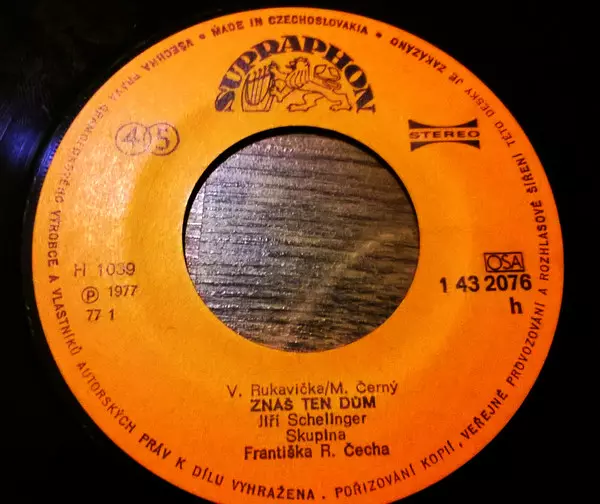 • MADE IN CZECHOSLOVAKIA •
VŠECHNA PRÁVA GRAMOFONOVÉHO VÝROBCE A VLASTNÍKŮ AUTORSKÝCH PRÁV K DÍLU VYHRAŽENA. POŘIZOVÁNÍ KOPIÍ, VEŘEJNÉ PROVOZOVÁNÍ A ROZHLASOVÉ ŠÍŘENÍ TÉTO DESKY JE ZAKÁZÁNO
SUPRAPHON
45
STEREO
H 1039
Ⓟ 1977
77 1
OSA
1 43 2076
h
V. Rukavička/M. Černý
ZNÁŠ TEN DŮM
Jiří Schelinger
Skupina
Františka R. Čecha